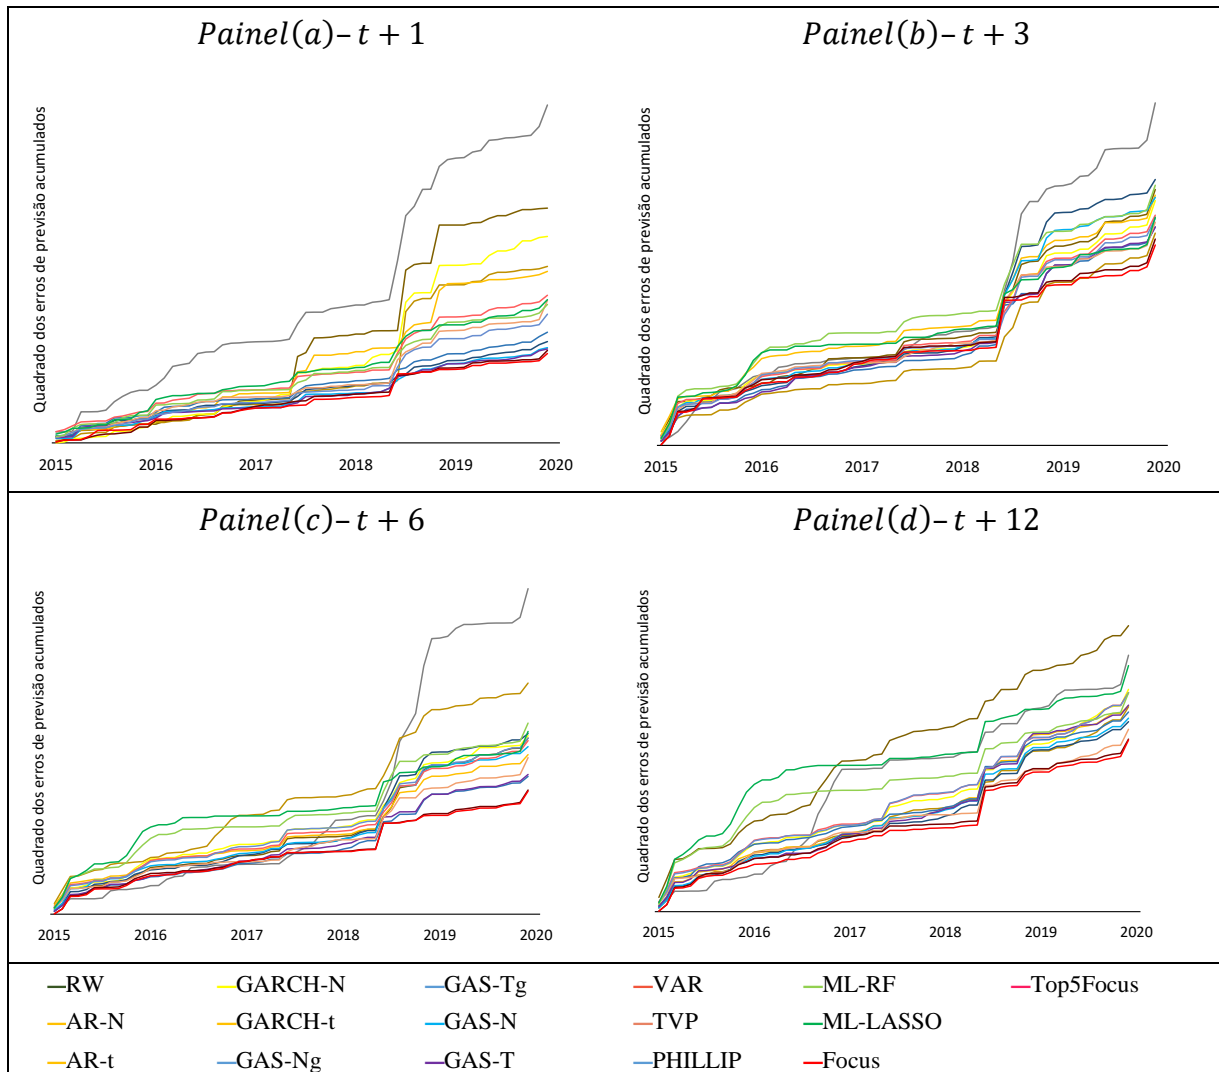 Painel(a)– t + 1
Quadrado dos erros de previsão acumulados
2015 2016 2017 2018 2019 2020
Painel(b)– t + 3
Quadrado dos erros de previsão acumulados
2015 2016 2017 2018 2019 2020
Painel(c)– t + 6
Quadrado dos erros de previsão acumulados
2015 2016 2017 2018 2019 2020
Painel(d)– t + 12
Quadrado dos erros de previsão acumulados
2015 2016 2017 2018 2019 2020
RW GARCH-N GAS-Tg VAR ML-RF Top5Focus
AR-N GARCH-t GAS-N TVP ML-LASSO
AR-t GAS-Ng GAS-T PHILLIP Focus